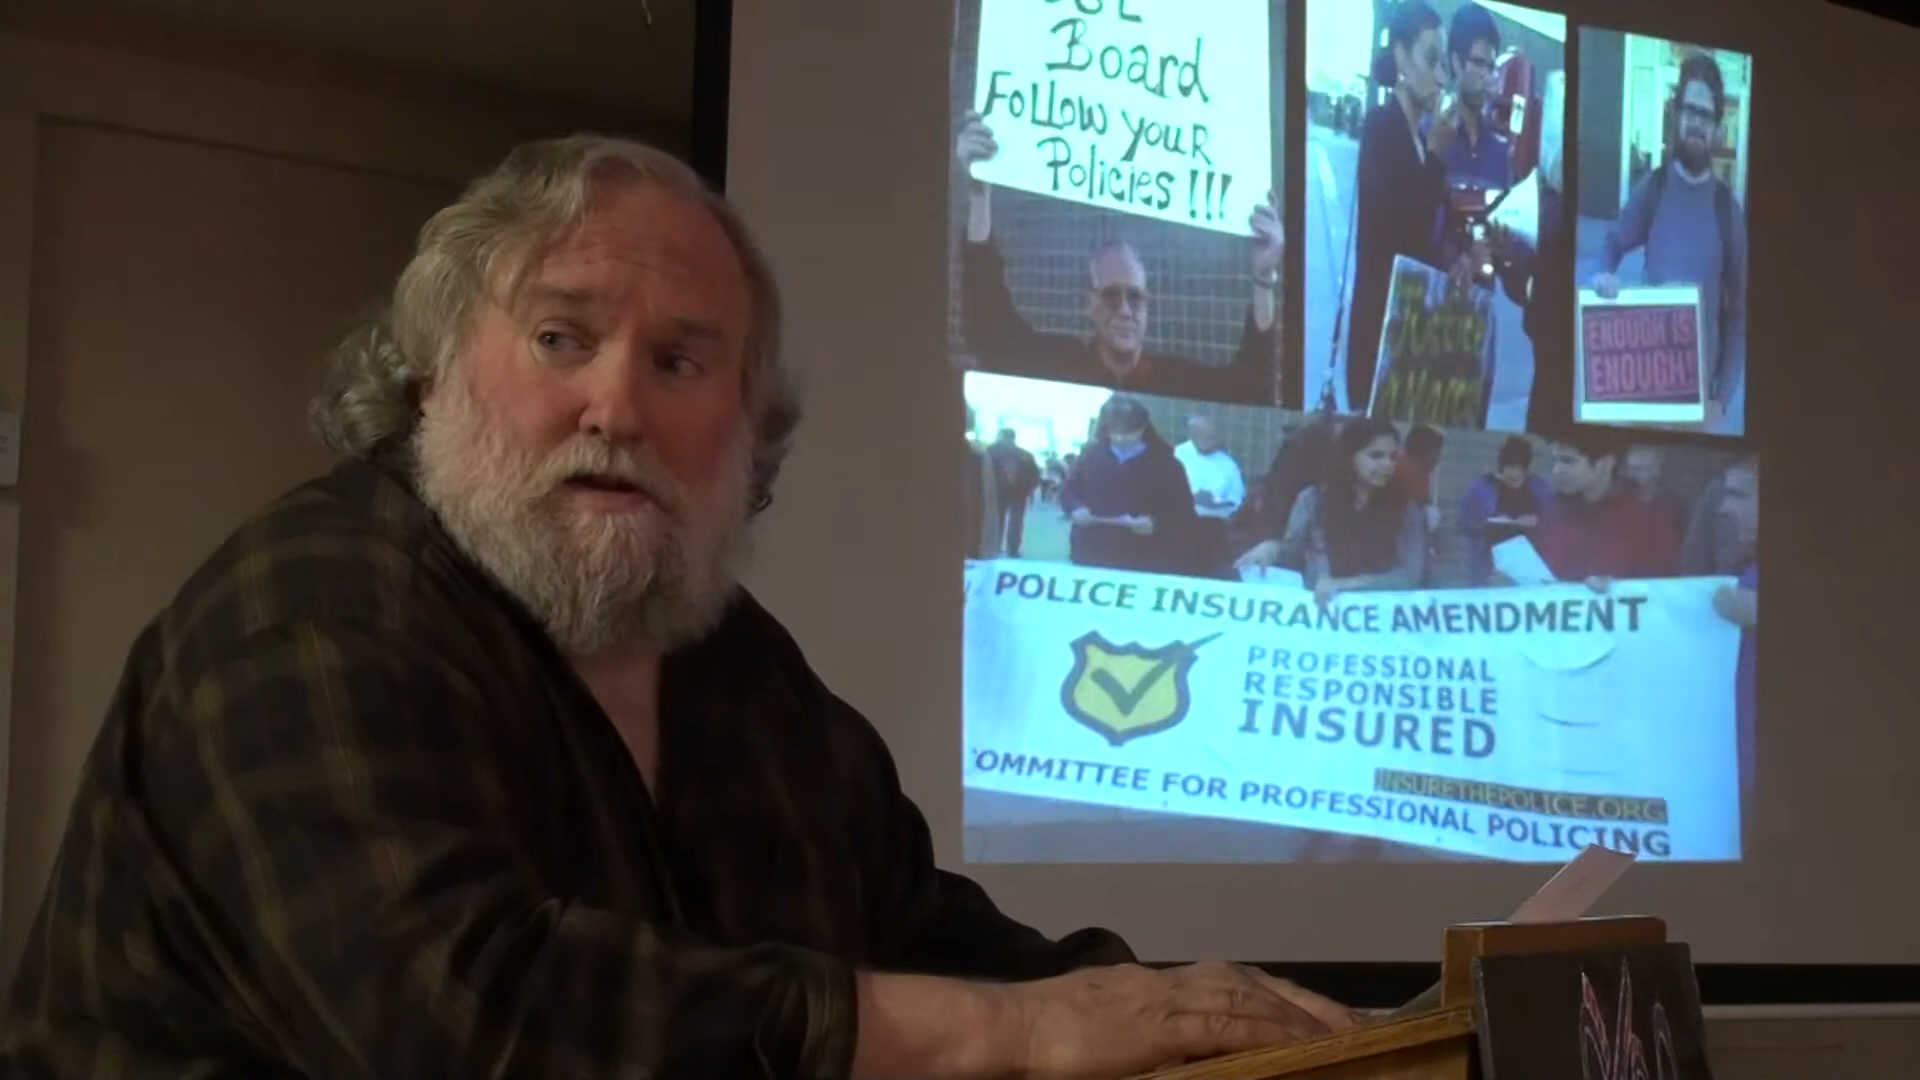 Board
Follow your
Policies !!!
Justice
ENOUGH IS
ENOUGH!
POLICE INSURANCE AMENDMENT
PROFESSIONAL
RESPONSIBLE
INSURED
INSURETHEPOLICE.ORG
OMMITTEE FOR PROFESSIONAL POLICING